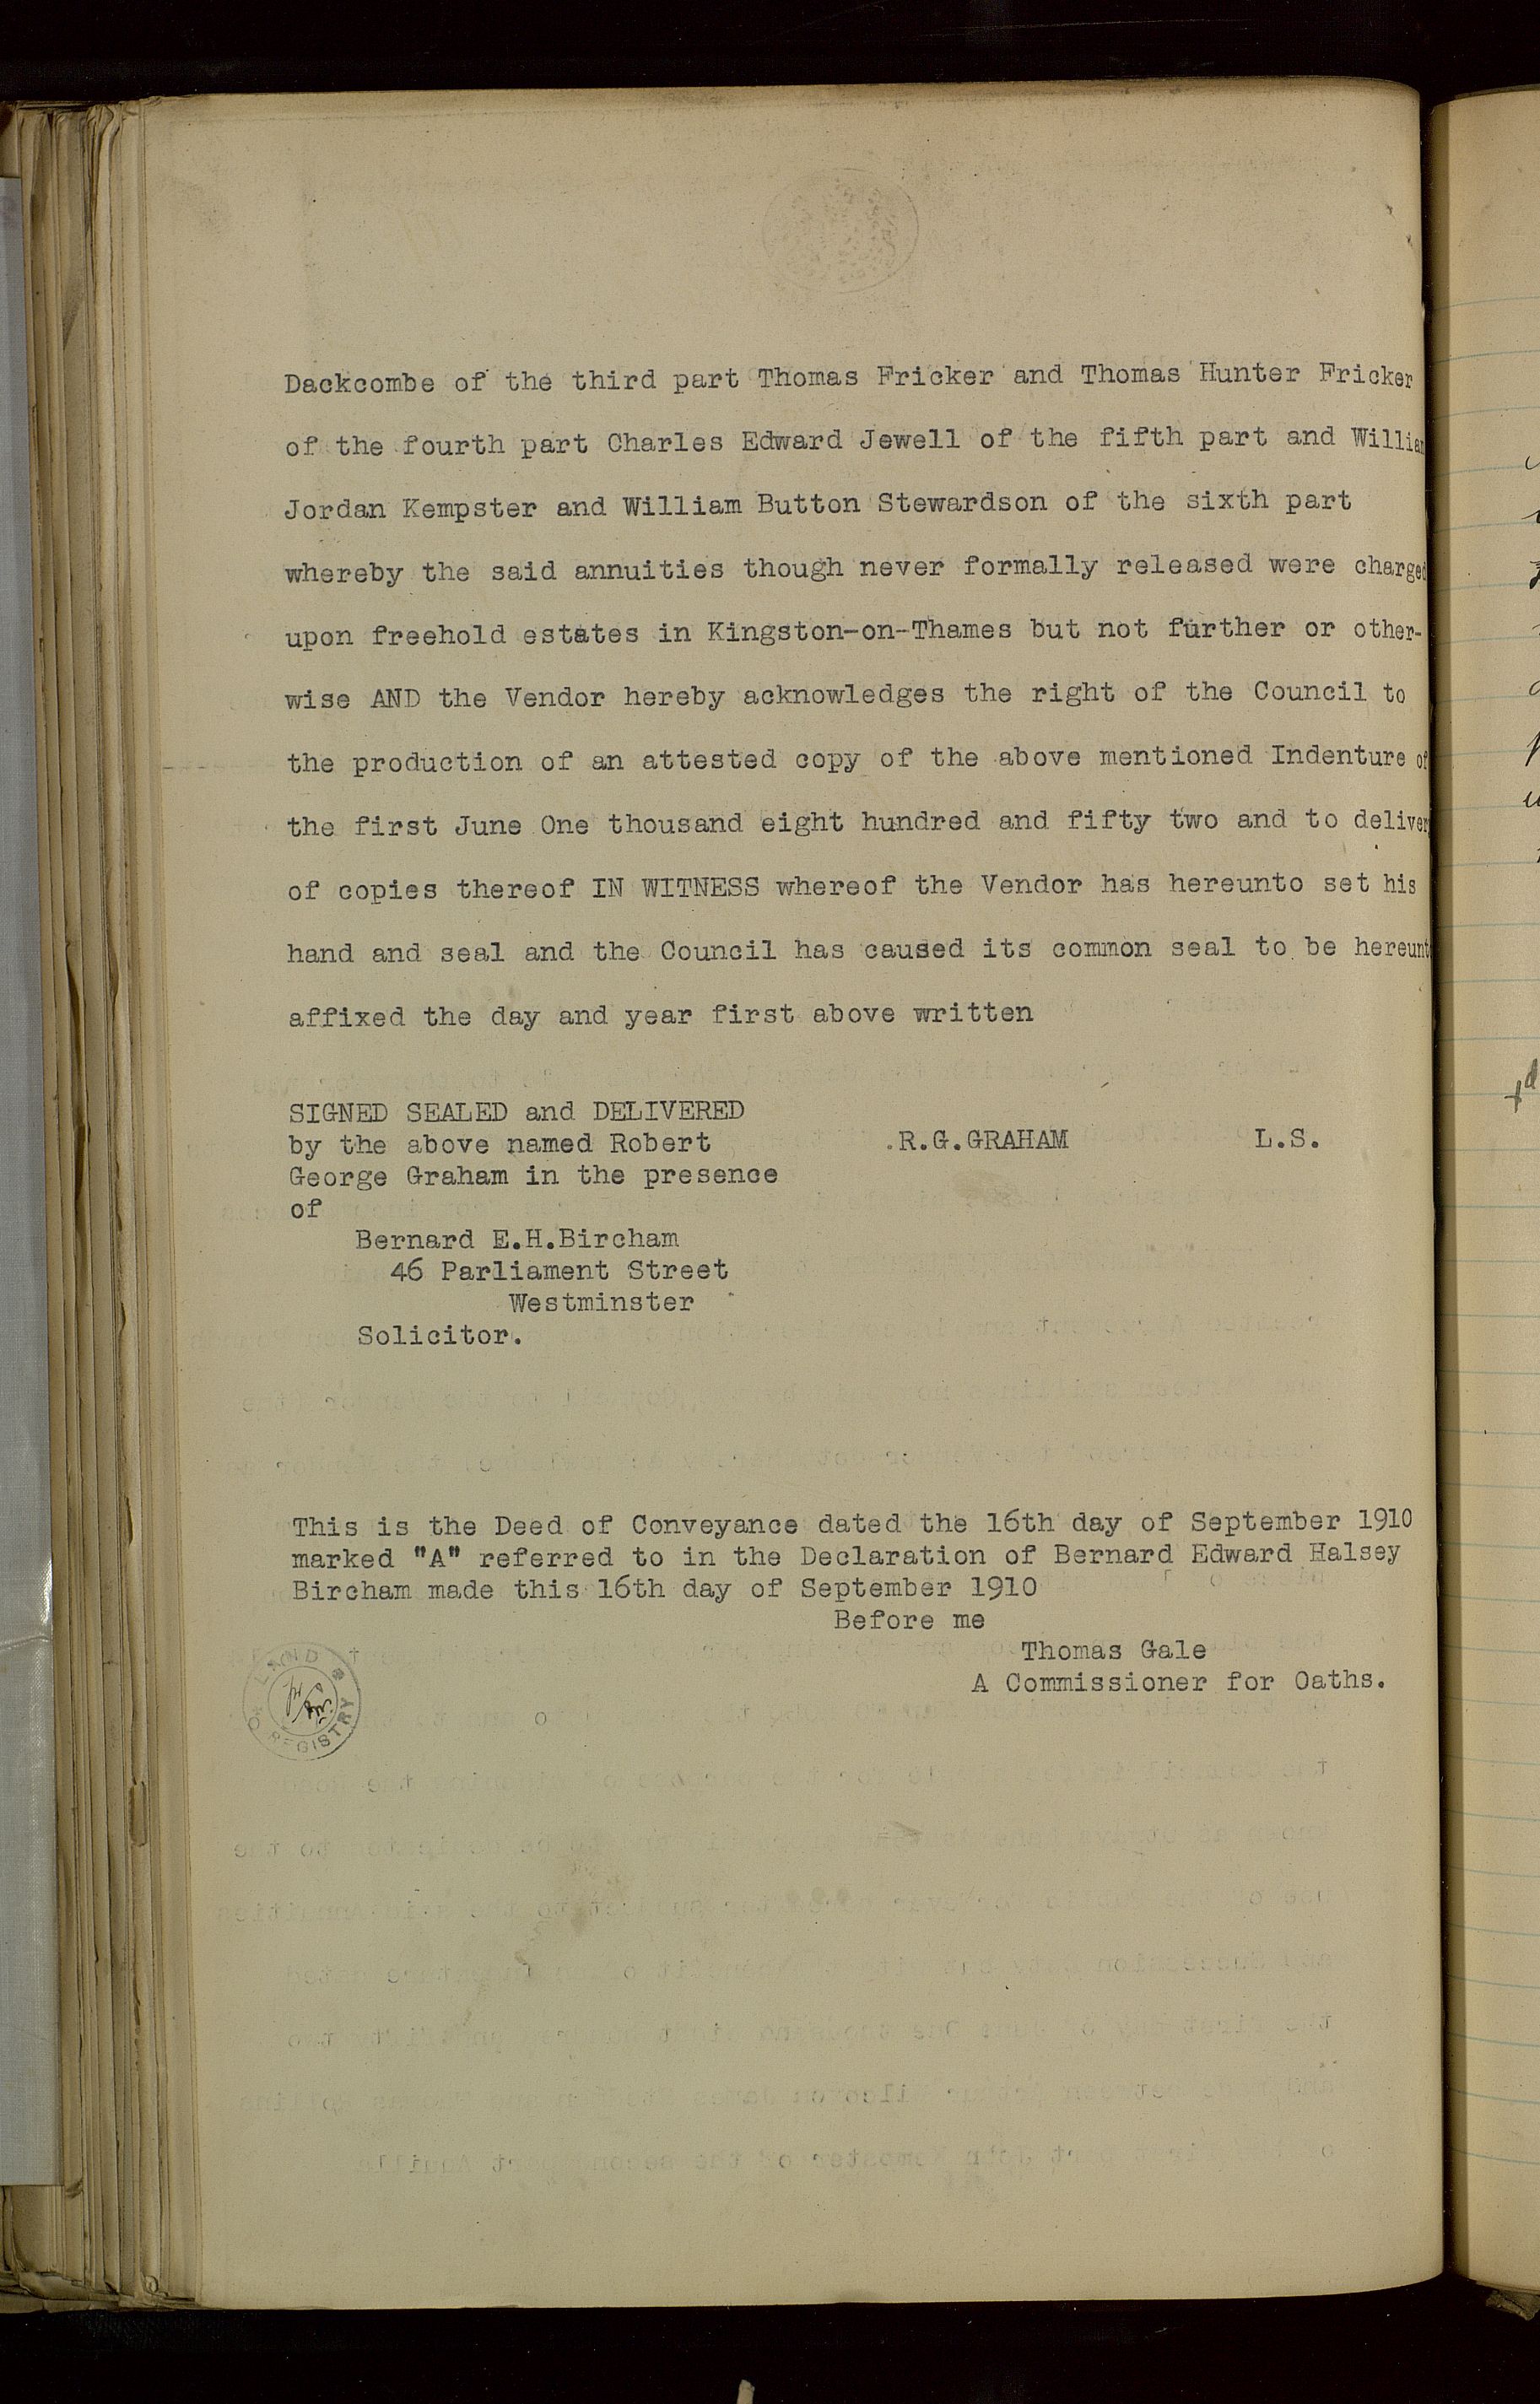 Dackcombe of the third part Thomas Fricker and Thomas Hunter Fricker
of the fourth part Charles Edward Jewell of the fifth part and William
Jordan Kempster and William Button Stewardson of the sixth part
whereby the said annuities though never formally released were charged
upon freehold estates in Kingston-on-Thames but not further or other-
wise AND the Vendor hereby acknowledges the right of the Council to
the production of an attested copy of the above mentioned Indenture of
the first June One thousand eight hundred and fifty two and to delivery
of copies thereof IN WITNESS whereof the Vendor has hereunto set his
hand and seal and the Council has caused its common seal to be hereunto
affixed the day and year first above written
SIGNED SEALED and DELIVERED
by the above named Robert .R.G.GRAHAM L.S.
George Graham in the presence
of
Bernard E.H.Bircham
46 Parliament Street
Westminster
Solicitor.
This is the Deed of Conveyance dated the 16th day of September 1910
marked "A" referred to in the Declaration of Bernard Edward Halsey
Bircham made this 16th day of September 1910
Before me
Thomas Gale
A Commissioner for Oaths.
LAND REGISTRY